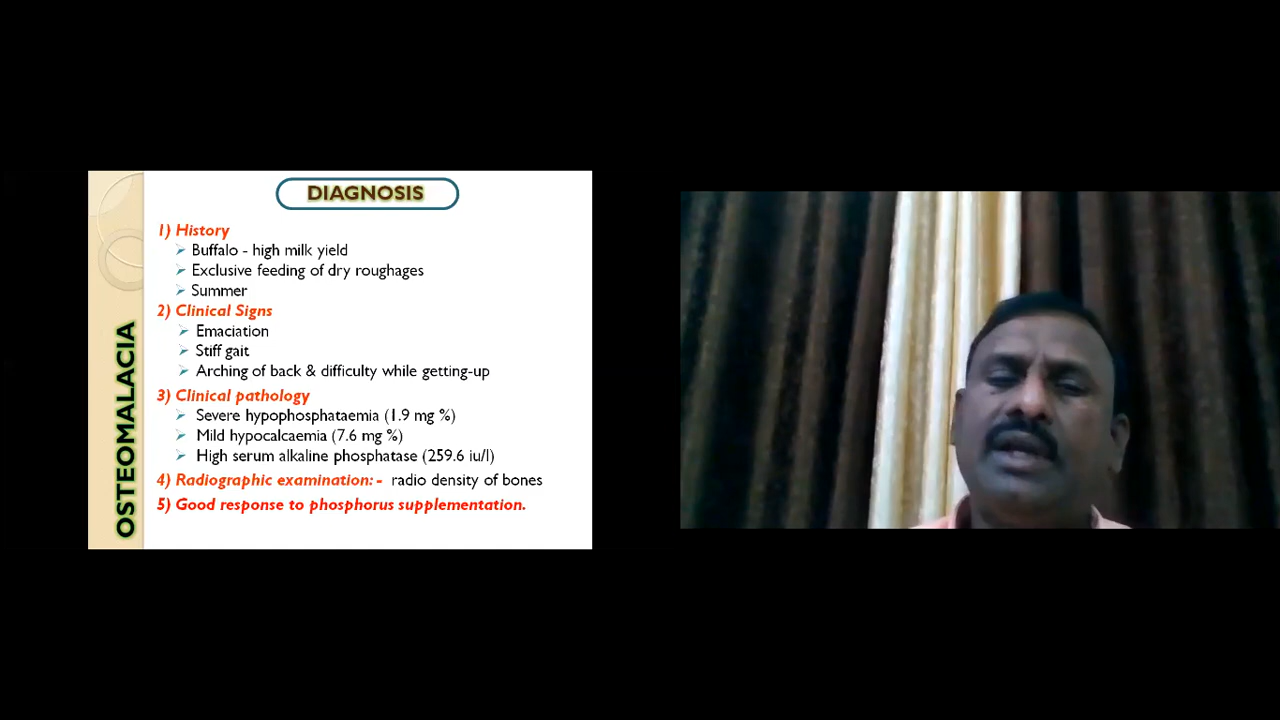 DIAGNOSIS
1) History
Buffalo - high milk yield
Exclusive feeding of dry roughages
Summer
2) Clinical Signs
Emaciation
Stiff gait
Arching of back & difficulty while getting-up
3) Clinical pathology
Severe hypophosphataemia (1.9 mg %)
Mild hypocalcaemia (7.6 mg %)
High serum alkaline phosphatase (259.6 iu/l)
4) Radiographic examination: - radio density of bones
5) Good response to phosphorus supplementation.
OSTEOMALACIA